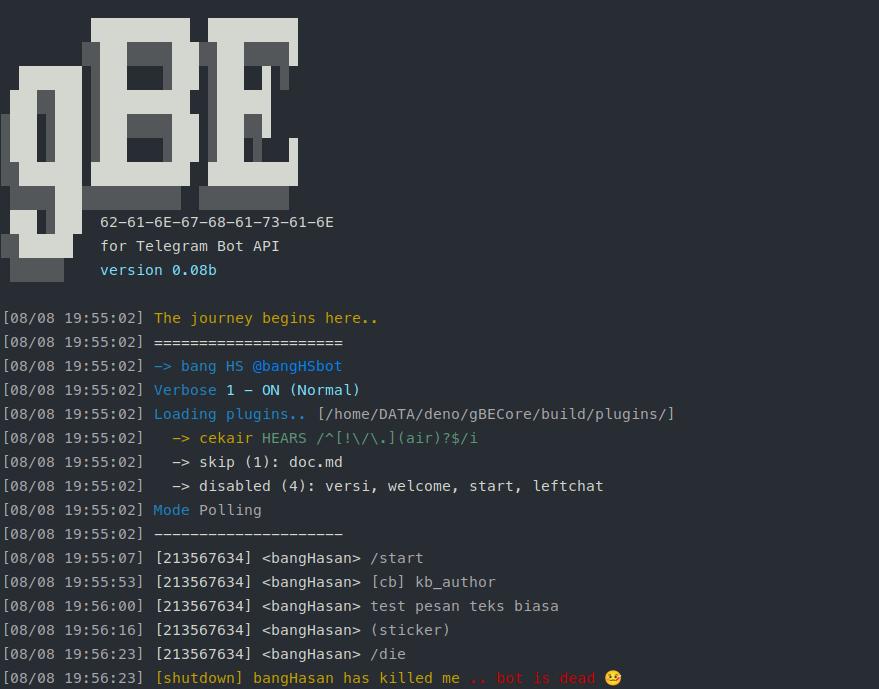 gBE
62-61-6E-67-68-61-73-61-6E
for Telegram Bot API
version 0.08b
[08/08 19:55:02] The journey begins here..
[08/08 19:55:02] =====================
[08/08 19:55:02] -> bang HS @bangHSbot
[08/08 19:55:02] Verbose 1 - ON (Normal)
[08/08 19:55:02] Loading plugins.. [/home/DATA/deno/gBECore/build/plugins/]
[08/08 19:55:02]   -> cekair HEARS /^[!\/\.](air)?$/i
[08/08 19:55:02]   -> skip (1): doc.md
[08/08 19:55:02]   -> disabled (4): versi, welcome, start, leftchat
[08/08 19:55:02] Mode Polling
[08/08 19:55:02] ---------------------
[08/08 19:55:07] [213567634] <bangHasan> /start
[08/08 19:55:53] [213567634] <bangHasan> [cb] kb_author
[08/08 19:56:00] [213567634] <bangHasan> test pesan teks biasa
[08/08 19:56:16] [213567634] <bangHasan> (sticker)
[08/08 19:56:23] [213567634] <bangHasan> /die
[08/08 19:56:23] [shutdown] bangHasan has killed me .. bot is dead 🤒